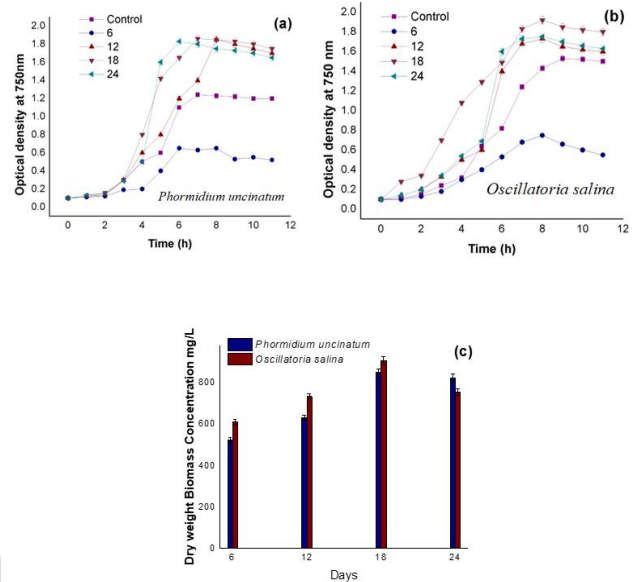 (a)
Control
6
12
18
24
2.0
1.8
1.6
1.4
1.2
1.0
0.8
0.6
0.4
0.2
0.0
Optical density at 750nm
Phormidium uncinatum
0 2 4 6 8 10 12
Time (h)
(b)
Control
6
12
18
24
2.0
1.8
1.6
1.4
1.2
1.0
0.8
0.6
0.4
0.2
0.0
Optical density at 750 nm
Oscillatoria salina
0 2 4 6 8 10 12
Time (h)
(c)
Phormidium uncinatum
Oscillatoria salina
800
600
400
200
0
Dry weight Biomass Concentration mg/L
6 12 18 24
Days